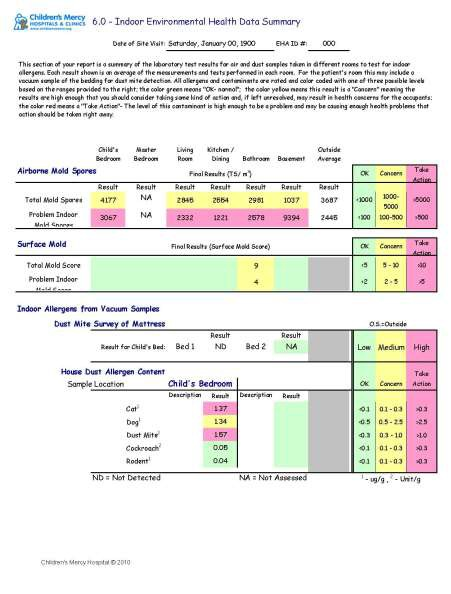 Children's Mercy
HOSPITALS & CLINICS
www.childrensmercy.org
6.0 - Indoor Environmental Health Data Summary
Date of Site Visit: Saturday, January 00, 1900 EHA ID #: 000
This section of your report is a summary of the laboratory test results for air and dust samples taken in different rooms to test for indoor
allergens. Each result shown is an average of the measurements and tests performed in each room. For the patient's room this may include a
vacuum sample of the bedding for dust mite detection. All allergens and contaminants are rated and color coded with one of three possible levels
based on the ranges provided to the right; the color green means "OK- normal"; the color yellow means this result is a "Concern" meaning the
results are high enough that you should consider taking some kind of action and, if left unresolved, may result in health concerns for the occupants;
the color red means a "Take Action"- The level of this contaminant is high enough to be a problem and may be causing enough health problems that
action should be taken right away.
Child's Bedroom Master Bedroom Living Room Kitchen / Dining Bathroom Basement Outside Average
Airborne Mold Spores Final Results (TS/ m³) OK Concern Take Action
Result Result Result Result Result Result Result
Total Mold Spores 4177 NA 2845 2554 2981 1037 3687 <1000 1000-5000 >5000
Problem Indoor Mold Spores 3067 NA 2332 1221 2578 9394 2445 <100 100-500 >500
Surface Mold Final Results (Surface Mold Score) OK Concern Take Action
Total Mold Score 9 <5 5 - 10 >10
Problem Indoor Mold Score 4 <2 2 - 5 >5
Indoor Allergens from Vacuum Samples
Dust Mite Survey of Mattress O.S.=Outside
Result Result
Result for Child's Bed: Bed 1 ND Bed 2 NA Low Medium High
House Dust Allergen Content Take
Sample Location Child's Bedroom OK Concern Action
Description Result Description Result
Cat¹ 1.37 <0.1 0.1 - 0.3 >0.3
Dog¹ 1.34 <0.5 0.5 - 2.5 >2.5
Dust Mite¹ 1.57 <0.3 0.3 - 1.0 >1.0
Cockroach² 0.05 <0.1 0.1 - 0.3 >0.3
Rodent¹ 0.04 <0.1 0.1 - 0.3 >0.3
ND = Not Detected NA = Not Assessed ¹ - ug/g , ² - Unit/g
Children's Mercy Hospital © 2010